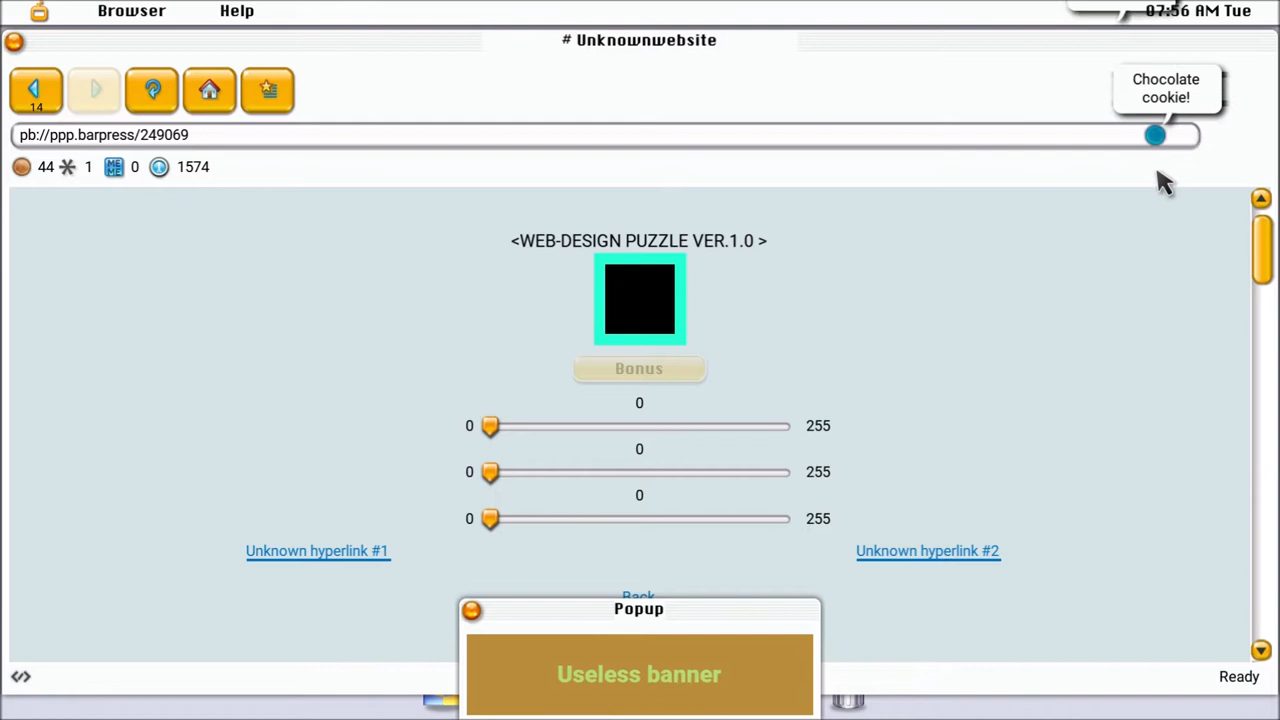 Browser Help 07:56 AM Tue
# Unknownwebsite
14
Chocolate
cookie!
pb://ppp.barpress/249069
44 1 ME ME 0 1574
<WEB-DESIGN PUZZLE VER.1.0 >
Bonus
0
0 255
0
0 255
0
0 255
Unknown hyperlink #1 Unknown hyperlink #2
Back
Popup
Useless banner
Ready